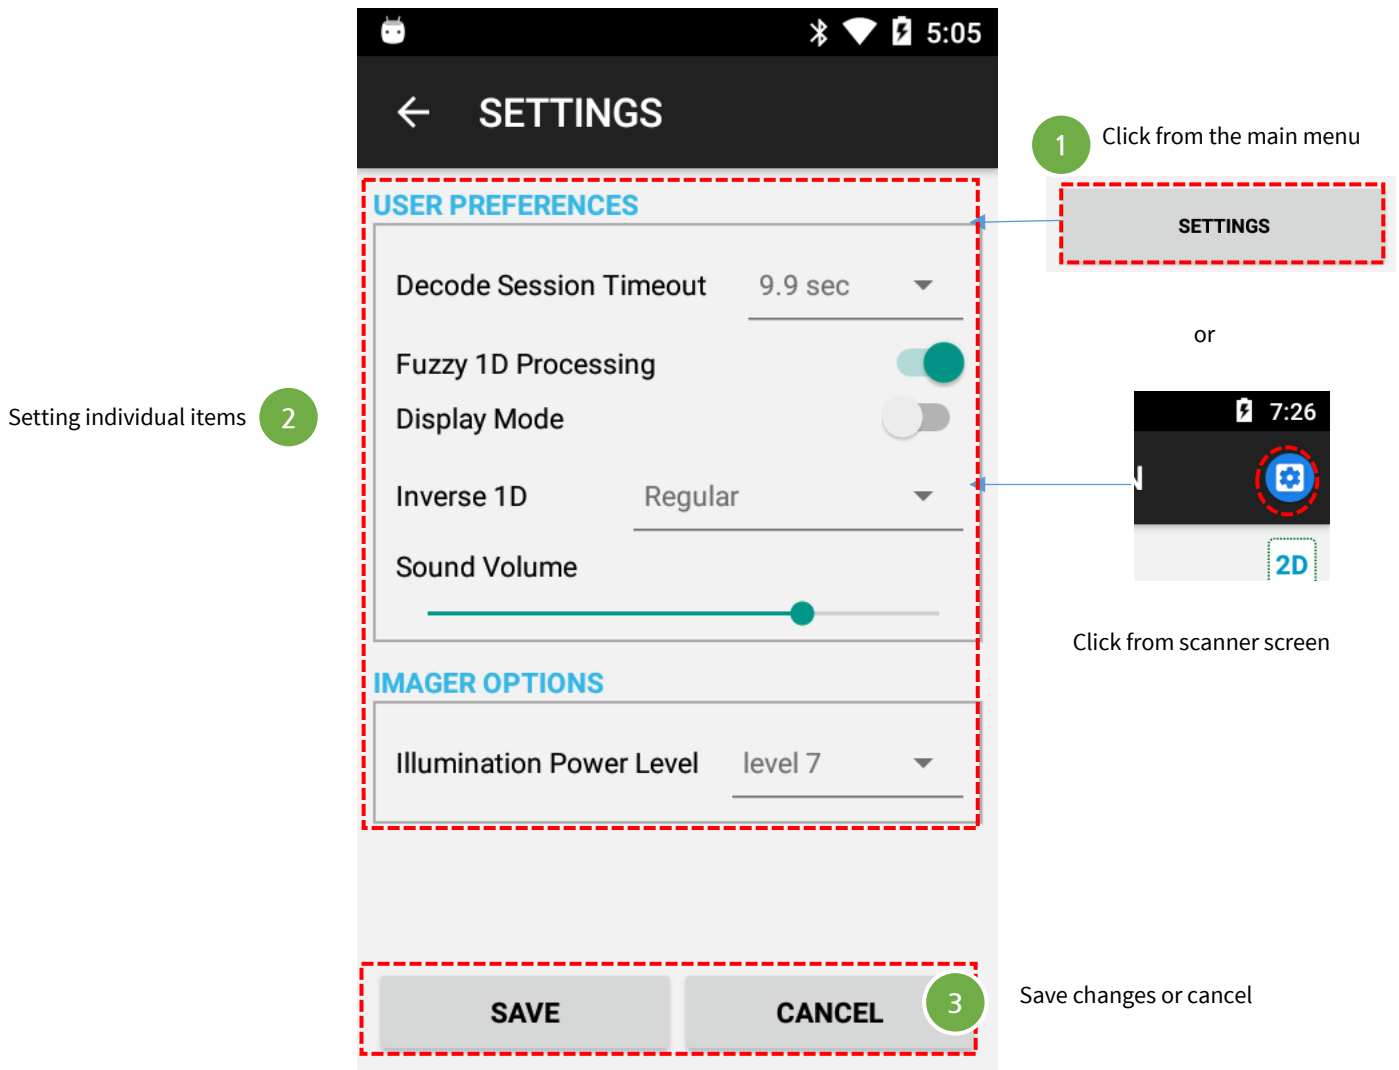 5:05
SETTINGS
1
Click from the main menu
SETTINGS
USER PREFERENCES
Decode Session Timeout 9.9 sec
or
Fuzzy 1D Processing
Display Mode
Setting individual items 2
7:26
N
Inverse 1D Regular
Sound Volume
2D
Click from scanner screen
IMAGER OPTIONS
Illumination Power Level level 7
SAVE CANCEL
3
Save changes or cancel